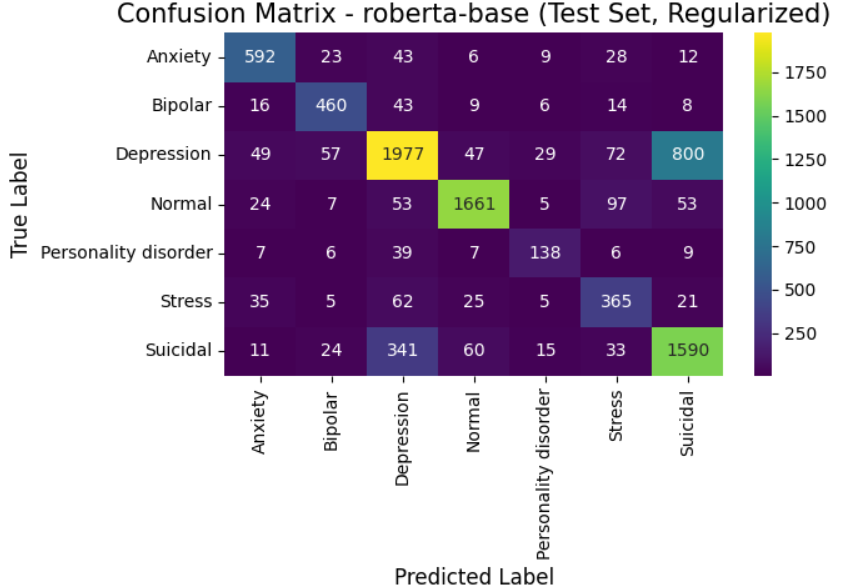 Confusion Matrix - roberta-base (Test Set, Regularized)
True Label
Anxiety 592 23 43 6 9 28 12
Bipolar 16 460 43 9 6 14 8
Depression 49 57 1977 47 29 72 800
Normal 24 7 53 1661 5 97 53
Personality disorder 7 6 39 7 138 6 9
Stress 35 5 62 25 5 365 21
Suicidal 11 24 341 60 15 33 1590
Anxiety
Bipolar
Depression
Normal
Personality disorder
Stress
Suicidal
Predicted Label
1750
1500
1250
1000
750
500
250